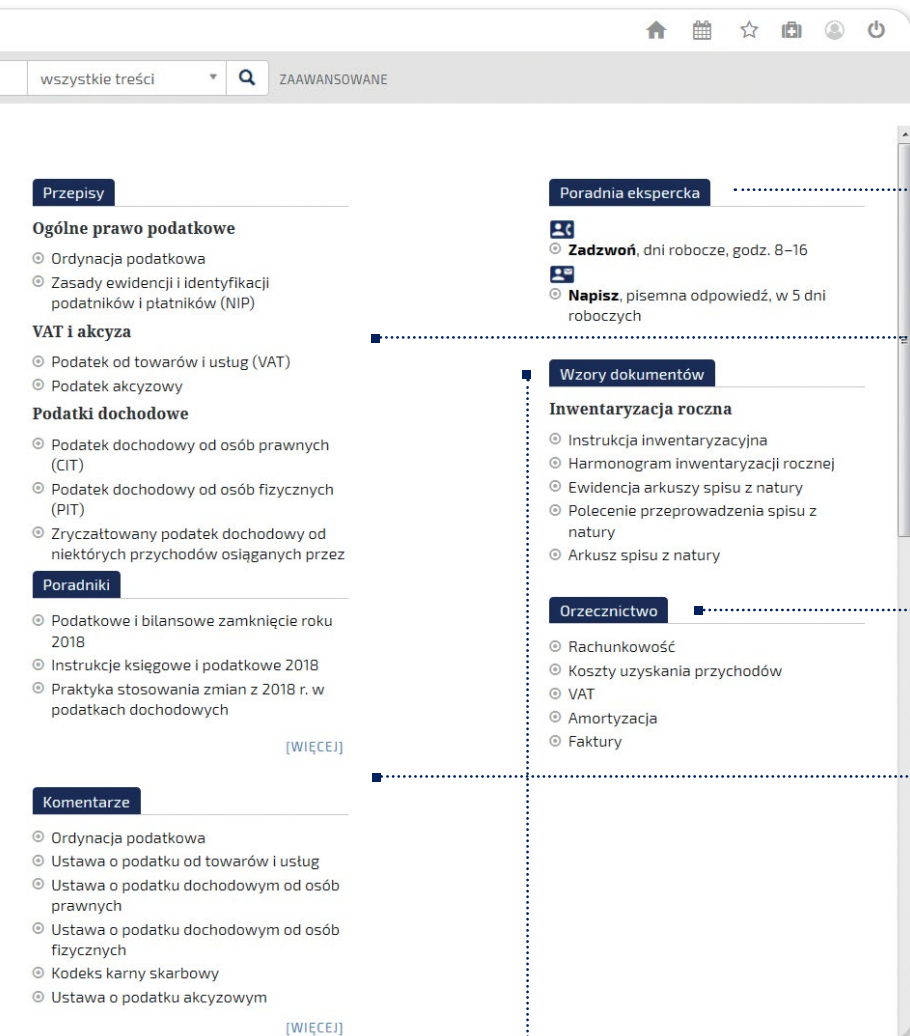 wszystkie treści
ZAAWANSOWANE
Przepisy
Ogólne prawo podatkowe
Ordynacja podatkowa
Zasady ewidencji i identyfikacji
podatników i płatników (NIP)
VAT i akcyza
Podatek od towarów i usług (VAT)
Podatek akcyzowy
Podatki dochodowe
Podatek dochodowy od osób prawnych
(CIT)
Podatek dochodowy od osób fizycznych
(PIT)
Zryczałtowany podatek dochodowy od
niektórych przychodów osiąganych przez
Poradniki
Podatkowe i bilansowe zamknięcie roku
2018
Instrukcje księgowe i podatkowe 2018
Praktyka stosowania zmian z 2018 r. w
podatkach dochodowych
[WIĘCEJ]
Komentarze
Ordynacja podatkowa
Ustawa o podatku od towarów i usług
Ustawa o podatku dochodowym od osób
prawnych
Ustawa o podatku dochodowym od osób
fizycznych
Kodeks karny skarbowy
Ustawa o podatku akcyzowym
[WIĘCEJ]
Poradnia ekspercka
Zadzwoń, dni robocze, godz. 8–16
Napisz, pisemna odpowiedź, w 5 dni
roboczych
Wzory dokumentów
Inwentaryzacja roczna
Instrukcja inwentaryzacyjna
Harmonogram inwentaryzacji rocznej
Ewidencja arkuszy spisu z natury
Polecenie przeprowadzenia spisu z
natury
Arkusz spisu z natury
Orzecznictwo
Rachunkowość
Koszty uzyskania przychodów
VAT
Amortyzacja
Faktury